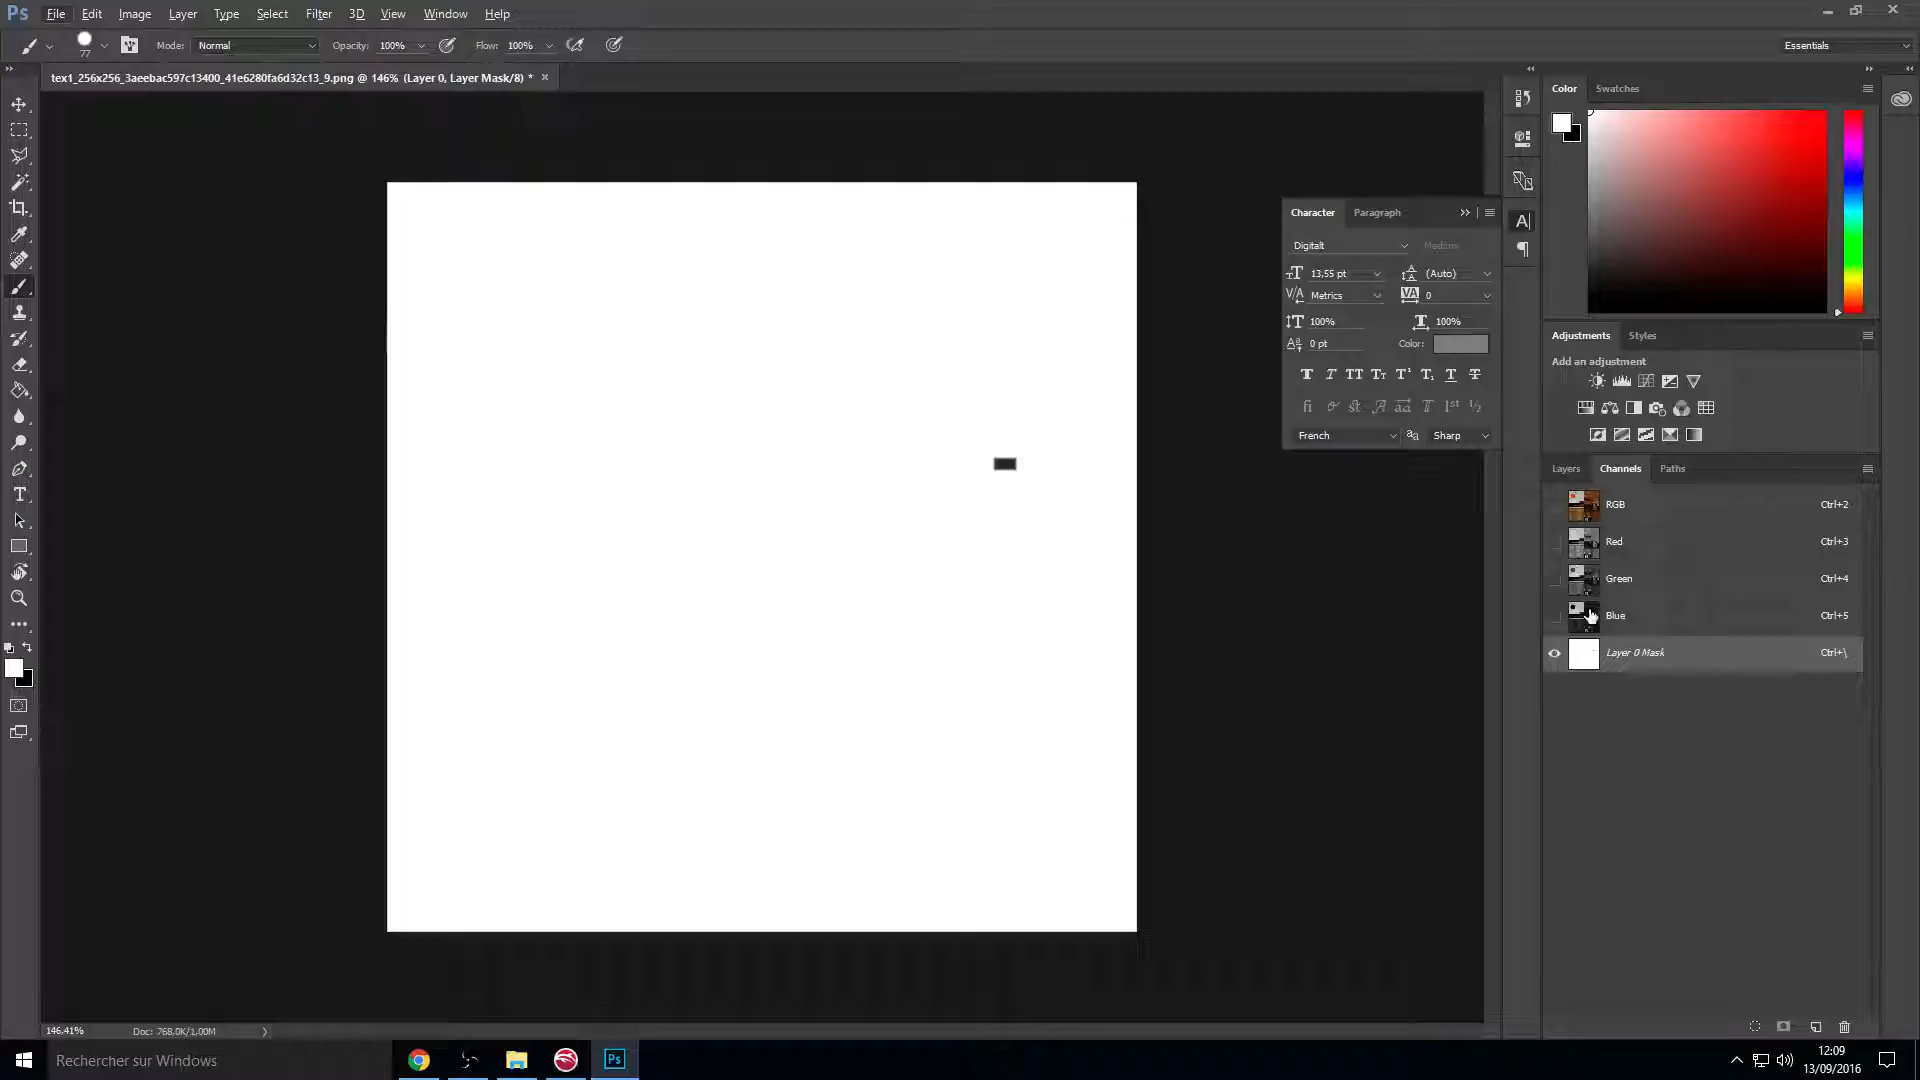 Ps File Edit Image Layer Type Select Filter 3D View Window Help
77 Mode: Normal Opacity: 100% Flow: 100% Essentials
tex1_256x256_3aeebac597c13400_41e6280fa6d32c13_9.png @ 146% (Layer 0, Layer Mask/8) *
Color Swatches
Character Paragraph
Digitalt Medium
13,55 pt (Auto)
Metrics 0
100% 100%
0 pt Color:
French Sharp
Adjustments Styles
Add an adjustment
Layers Channels Paths
RGB Ctrl+2
Red Ctrl+3
Green Ctrl+4
Blue Ctrl+5
Layer 0 Mask Ctrl+\
146,41% Doc: 768,0K/1,00M
Rechercher sur Windows
Ps
12:09
13/09/2016